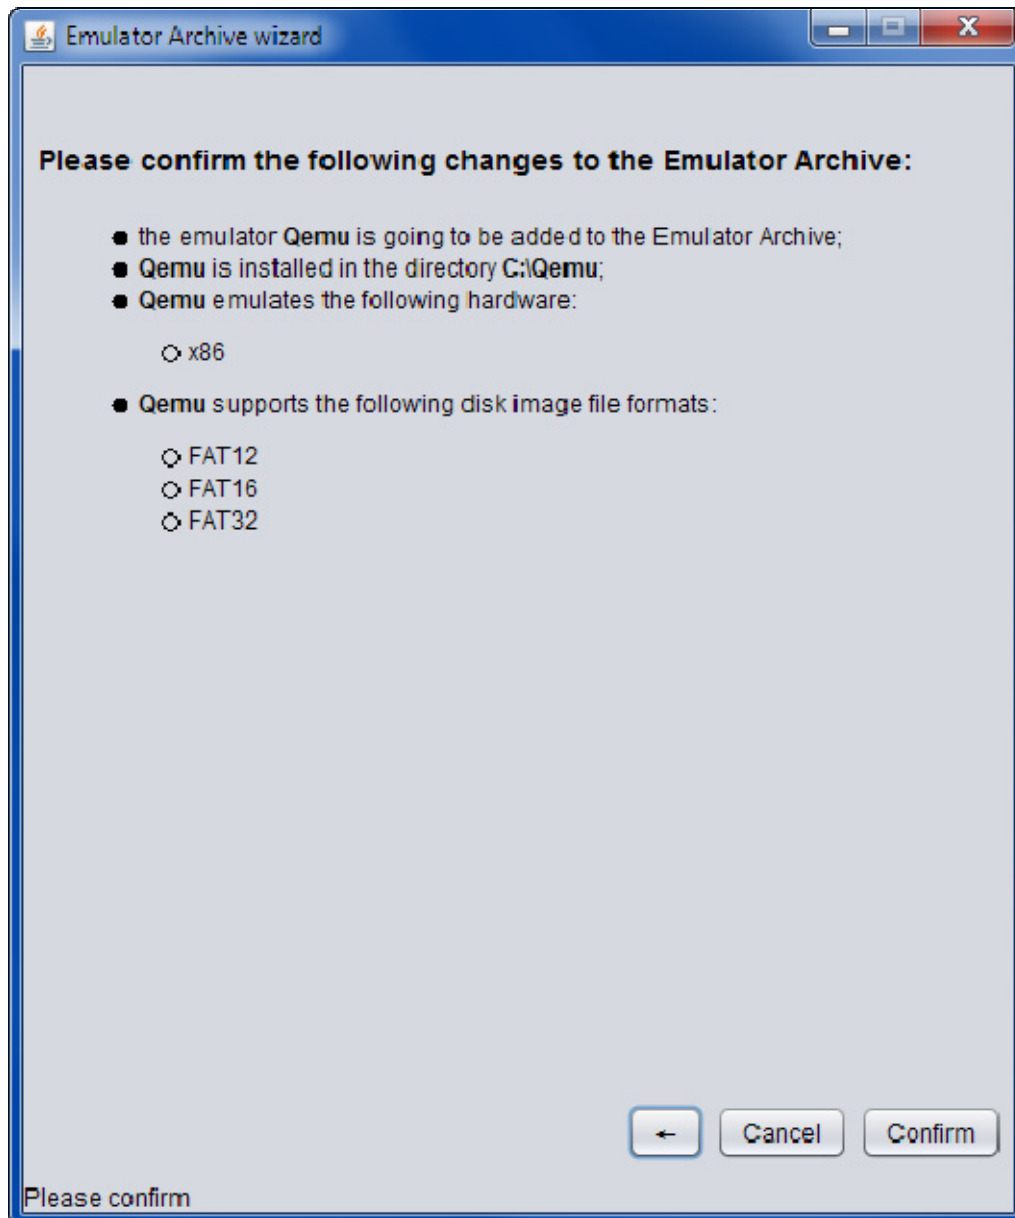 Emulator Archive wizard
Please confirm the following changes to the Emulator Archive:
the emulator Qemu is going to be added to the Emulator Archive;
Qemu is installed in the directory C:\Qemu;
Qemu emulates the following hardware:
x86
Qemu supports the following disk image file formats:
FAT12
FAT16
FAT32
← Cancel Confirm
Please confirm